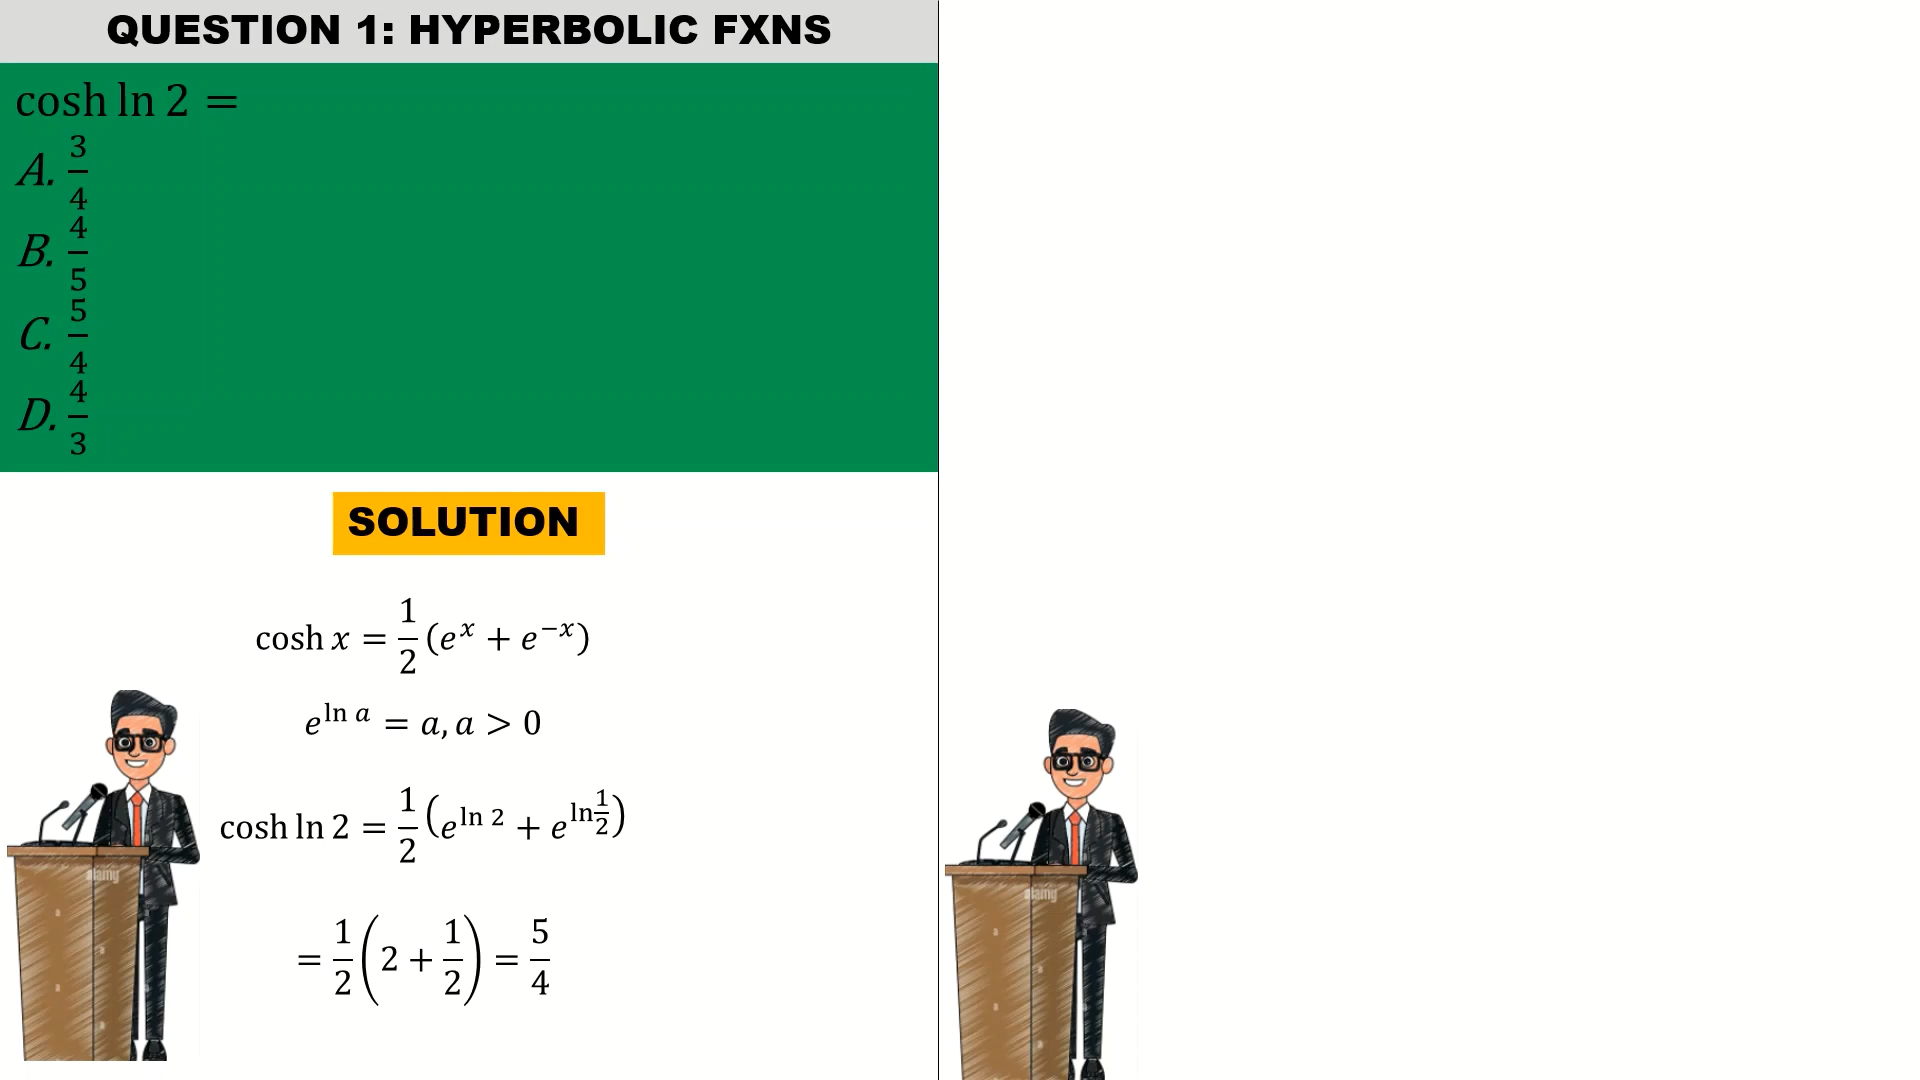 QUESTION 1: HYPERBOLIC FXNS
cosh ln 2 =
A. 3/4
B. 4/5
C. 5/4
D. 4/3
SOLUTION
cosh x = 1/2 (e^x + e^{-x})
e^{ln a} = a, a > 0
cosh ln 2 = 1/2 (e^{ln 2} + e^{ln 1/2})
= 1/2 (2 + 1/2) = 5/4
alamy
alamy